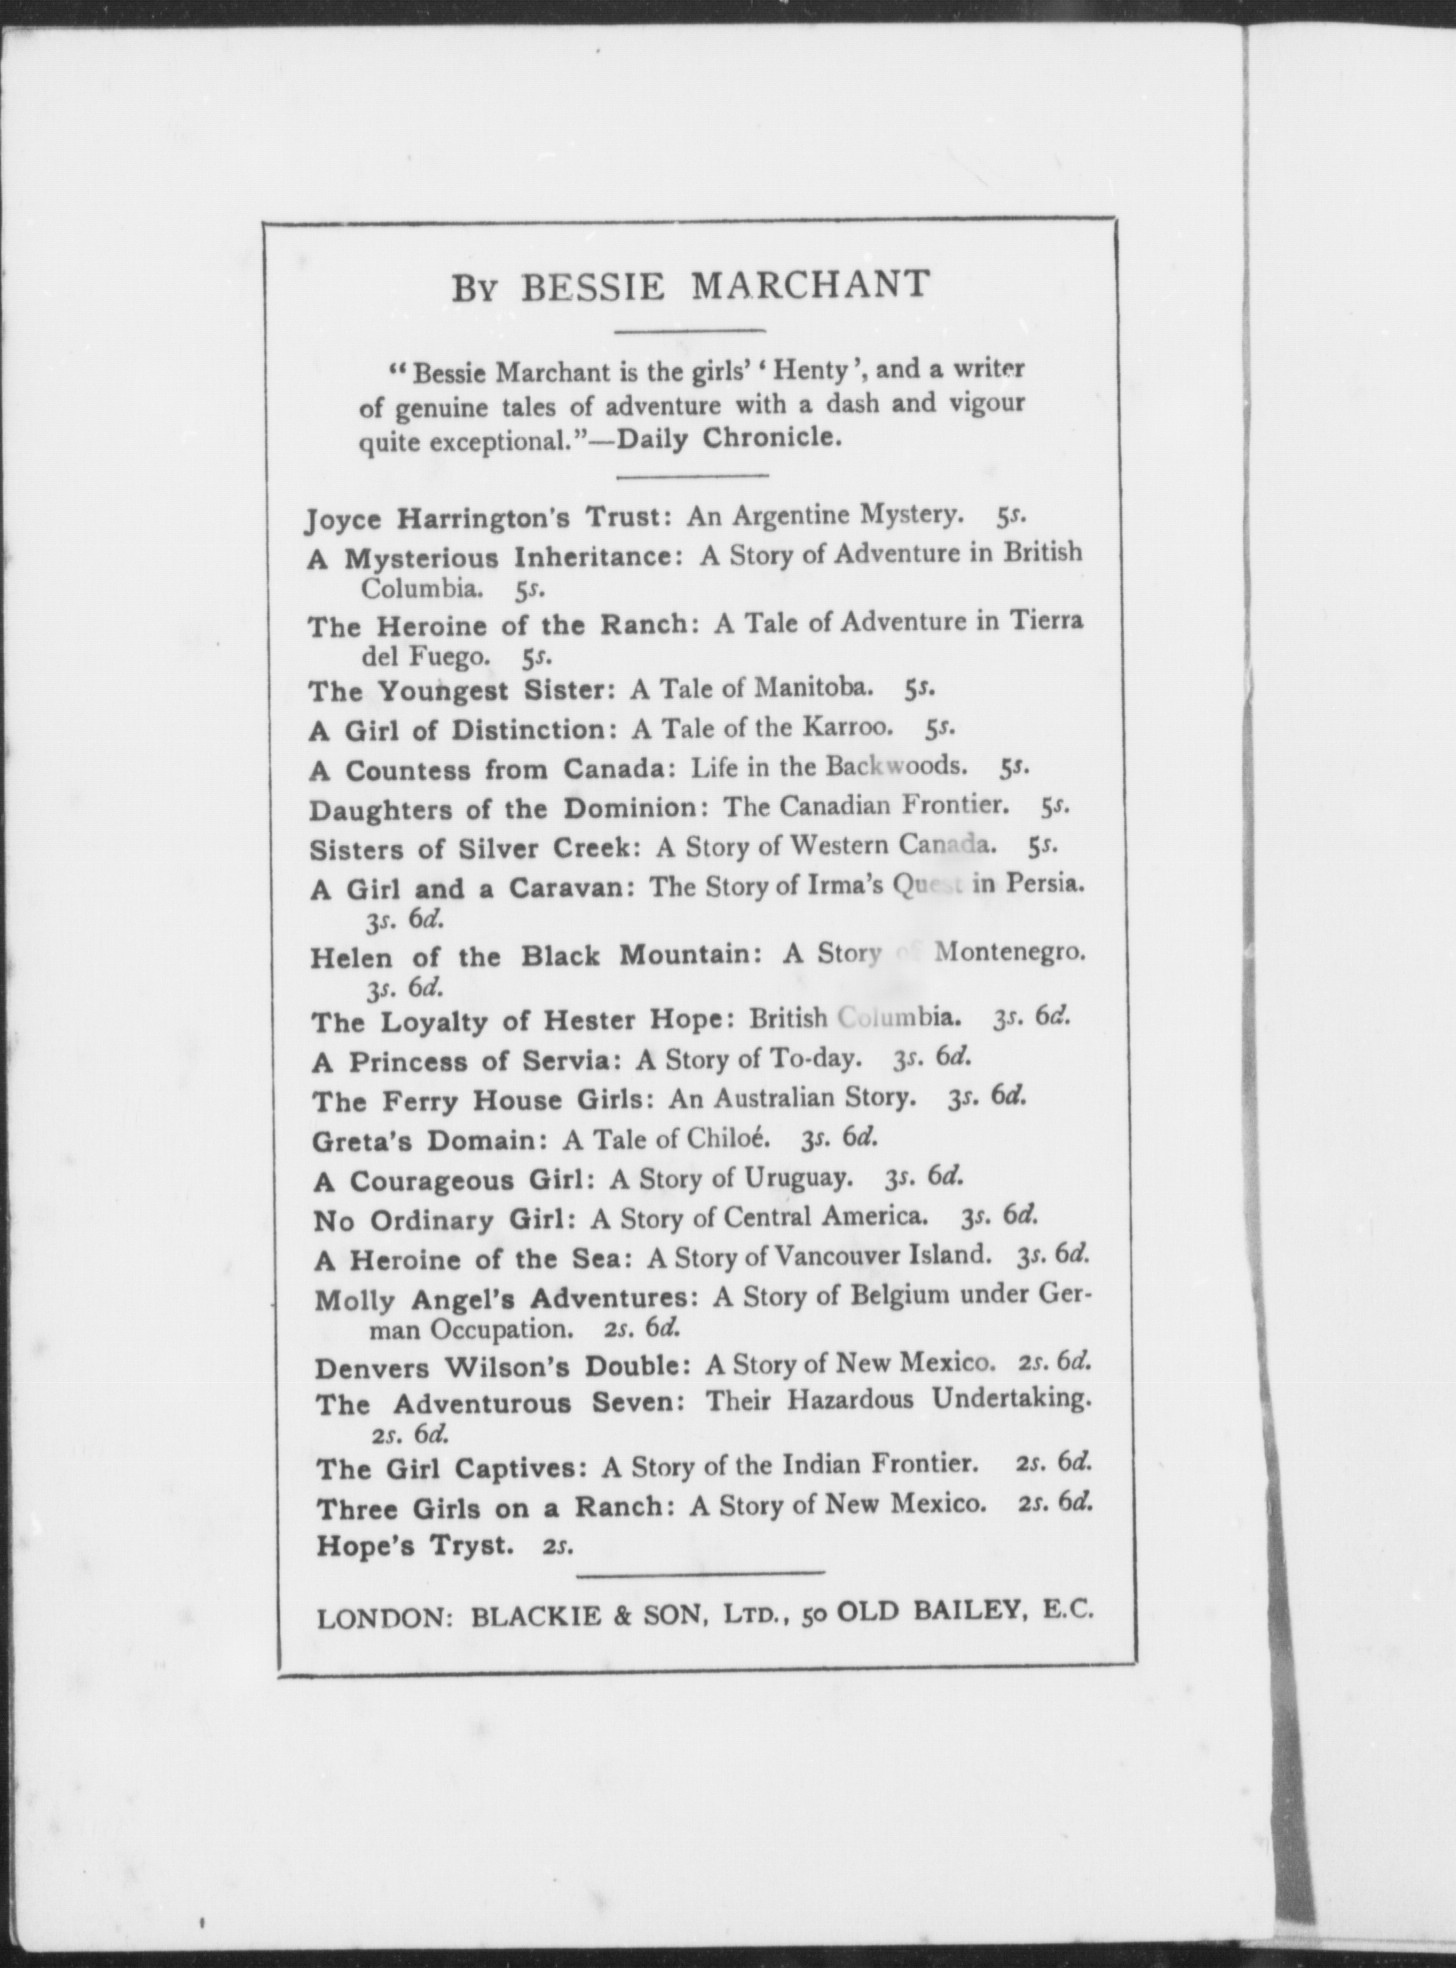 By BESSIE MARCHANT
"Bessie Marchant is the girls' 'Henty', and a writer
of genuine tales of adventure with a dash and vigour
quite exceptional."—Daily Chronicle.
Joyce Harrington's Trust: An Argentine Mystery. 5s.
A Mysterious Inheritance: A Story of Adventure in British
Columbia. 5s.
The Heroine of the Ranch: A Tale of Adventure in Tierra
del Fuego. 5s.
The Youngest Sister: A Tale of Manitoba. 5s.
A Girl of Distinction: A Tale of the Karroo. 5s.
A Countess from Canada: Life in the Backwoods. 5s.
Daughters of the Dominion: The Canadian Frontier. 5s.
Sisters of Silver Creek: A Story of Western Canada. 5s.
A Girl and a Caravan: The Story of Irma's Quest in Persia.
3s. 6d.
Helen of the Black Mountain: A Story of Montenegro.
3s. 6d.
The Loyalty of Hester Hope: British Columbia. 3s. 6d.
A Princess of Servia: A Story of To-day. 3s. 6d.
The Ferry House Girls: An Australian Story. 3s. 6d.
Greta's Domain: A Tale of Chiloé. 3s. 6d.
A Courageous Girl: A Story of Uruguay. 3s. 6d.
No Ordinary Girl: A Story of Central America. 3s. 6d.
A Heroine of the Sea: A Story of Vancouver Island. 3s. 6d.
Molly Angel's Adventures: A Story of Belgium under Ger-
man Occupation. 2s. 6d.
Denvers Wilson's Double: A Story of New Mexico. 2s. 6d.
The Adventurous Seven: Their Hazardous Undertaking.
2s. 6d.
The Girl Captives: A Story of the Indian Frontier. 2s. 6d.
Three Girls on a Ranch: A Story of New Mexico. 2s. 6d.
Hope's Tryst. 2s.
LONDON: BLACKIE & SON, LTD., 50 OLD BAILEY, E.C.